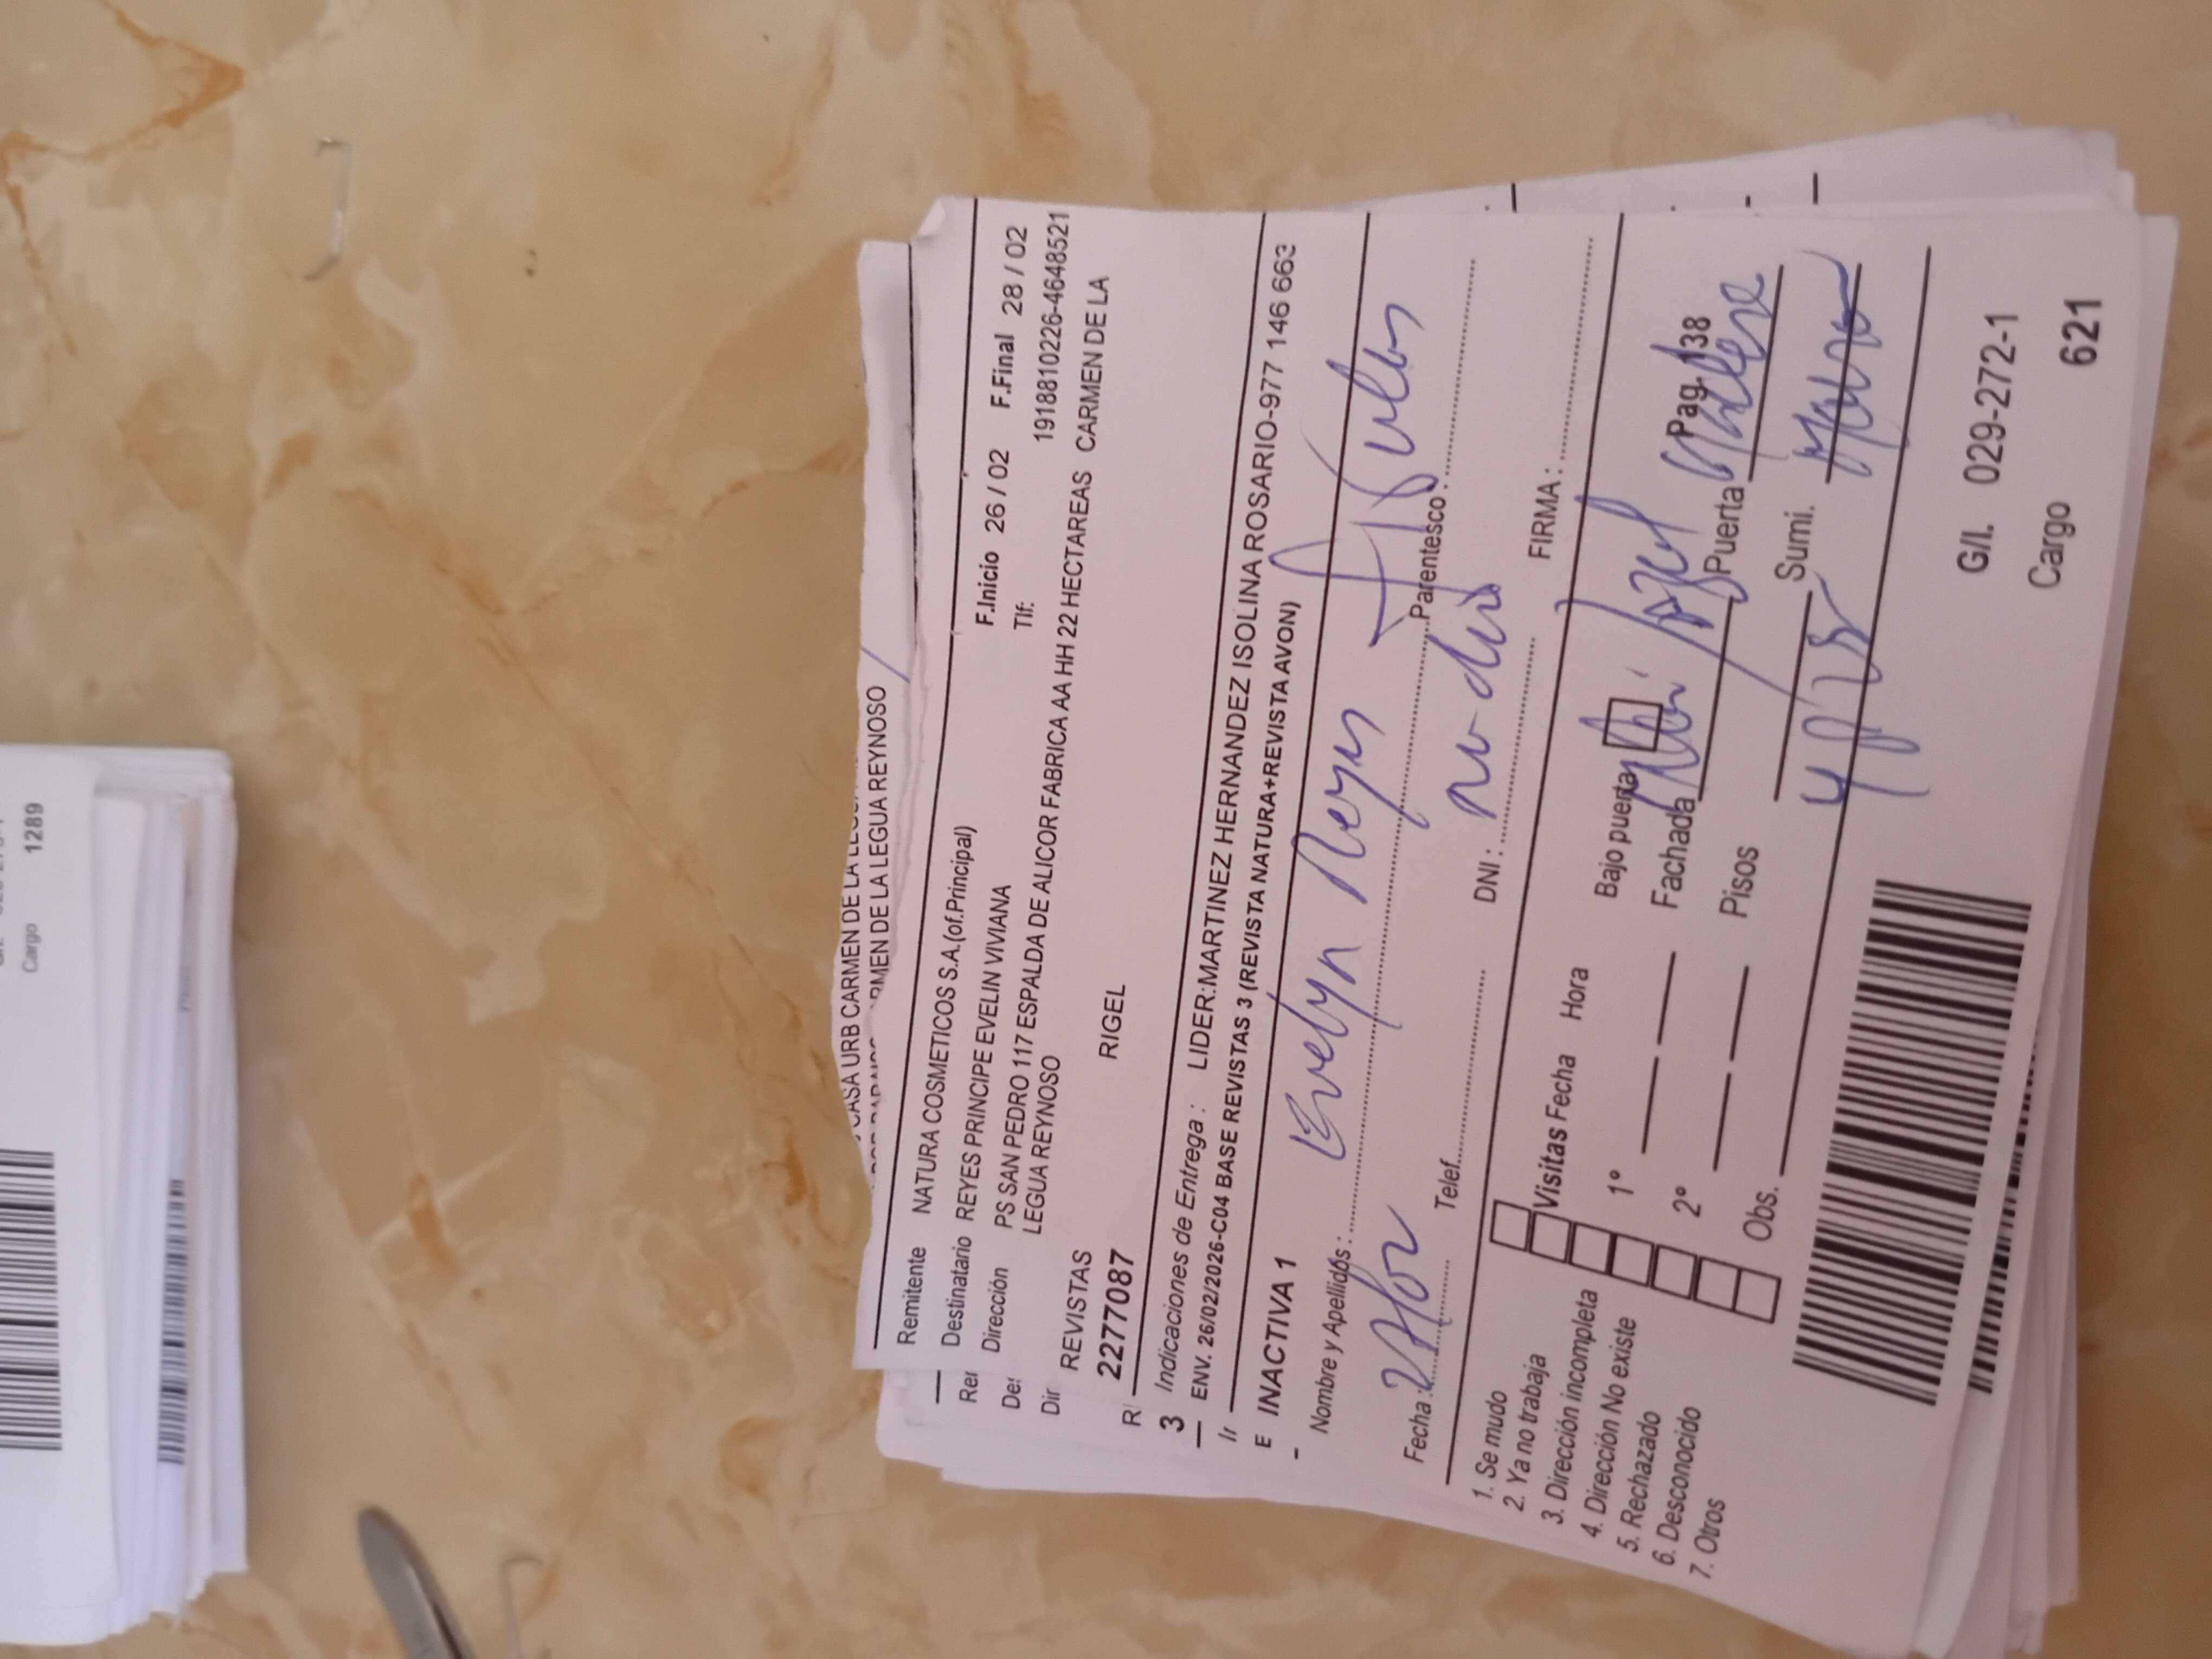 Cargo 1289
CASA URB CARMEN DE LA
RMEN DE LA LEGUA REYNOSO
Remitente NATURA COSMETICOS S.A.(of.Principal)
Destinatario REYES PRINCIPE EVELIN VIVIANA F.Inicio 26 / 02 F.Final 28 / 02
Tlf: 1918810226-4648521
Dirección PS SAN PEDRO 117 ESPALDA DE ALICOR FABRICA AA HH 22 HECTAREAS CARMEN DE LA
LEGUA REYNOSO
REVISTAS
2277087 RIGEL
3 Indicaciones de Entrega : LIDER:MARTINEZ HERNANDEZ ISOLINA ROSARIO-977 146 663
ENV. 26/02/2026-C04 BASE REVISTAS 3 (REVISTA NATURA+REVISTA AVON)
INACTIVA 1
Nombre y Apellidos: Evelyn Reyes
Fecha: Parentesco:
Telef. DNI: FIRMA:
1. Se mudo
2. Ya no trabaja
3. Dirección incompleta
4. Dirección No existe
5. Rechazado
6. Desconocido
7. Otros
Visitas Fecha Hora
1°
2°
Obs.
Bajo puerta
Fachada Puerta
Pisos Sumi.
Pag. 138
G/I. 029-272-1
Cargo 621